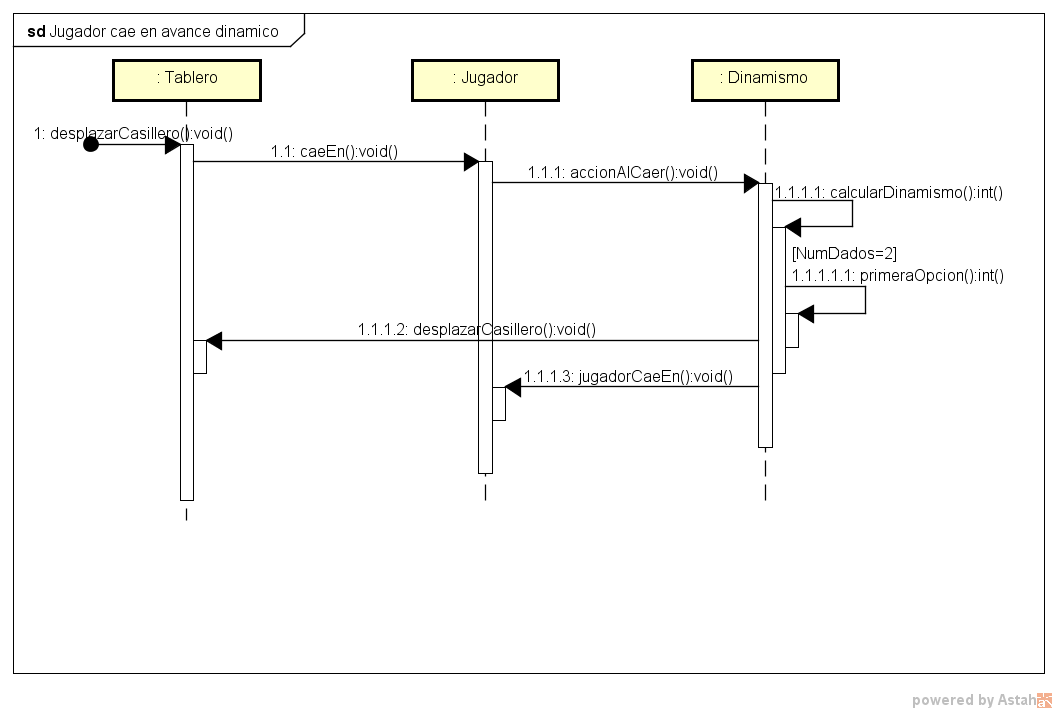 sd Jugador cae en avance dinamico
: Tablero
: Jugador
: Dinamismo
1: desplazarCasillero():void()
1.1: caeEn():void()
1.1.1: accionAlCaer():void()
1.1.1.1: calcularDinamismo():int()
[NumDados=2]
1.1.1.1.1: primeraOpcion():int()
1.1.1.2: desplazarCasillero():void()
1.1.1.3: jugadorCaeEn():void()
powered by Astah